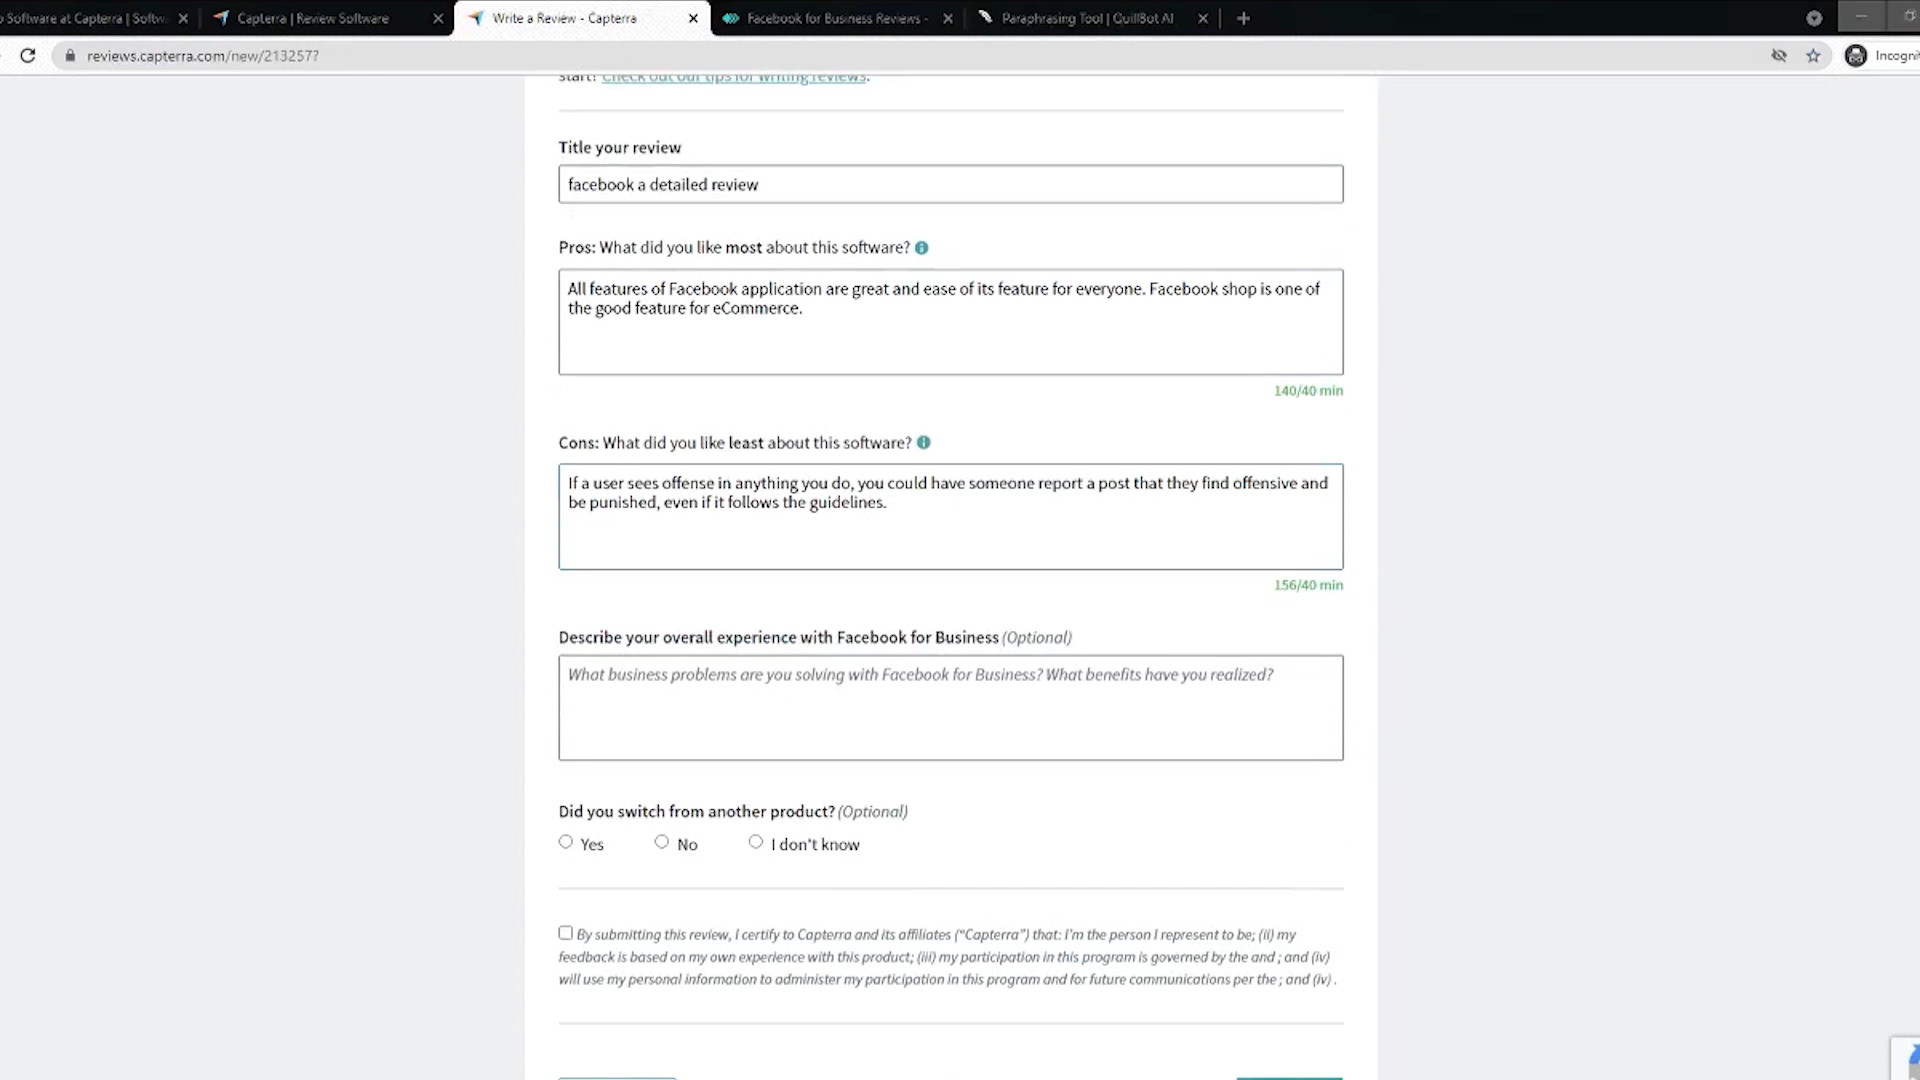 o Software at Capterra | Softw
Capterra | Review Software
Write a Review - Capterra
Facebook for Business Reviews -
Paraphrasing Tool | QuillBot AI
reviews.capterra.com/new/213257?
Incogni
start! Check out our tips for writing reviews.
Title your review
facebook a detailed review
Pros: What did you like most about this software?
All features of Facebook application are great and ease of its feature for everyone. Facebook shop is one of
the good feature for eCommerce.
140/40 min
Cons: What did you like least about this software?
If a user sees offense in anything you do, you could have someone report a post that they find offensive and
be punished, even if it follows the guidelines.
156/40 min
Describe your overall experience with Facebook for Business (Optional)
What business problems are you solving with Facebook for Business? What benefits have you realized?
Did you switch from another product? (Optional)
Yes No I don't know
By submitting this review, I certify to Capterra and its affiliates (“Capterra”) that: I'm the person I represent to be; (ii) my
feedback is based on my own experience with this product; (iii) my participation in this program is governed by the and ; and (iv)
will use my personal information to administer my participation in this program and for future communications per the ; and (iv) .